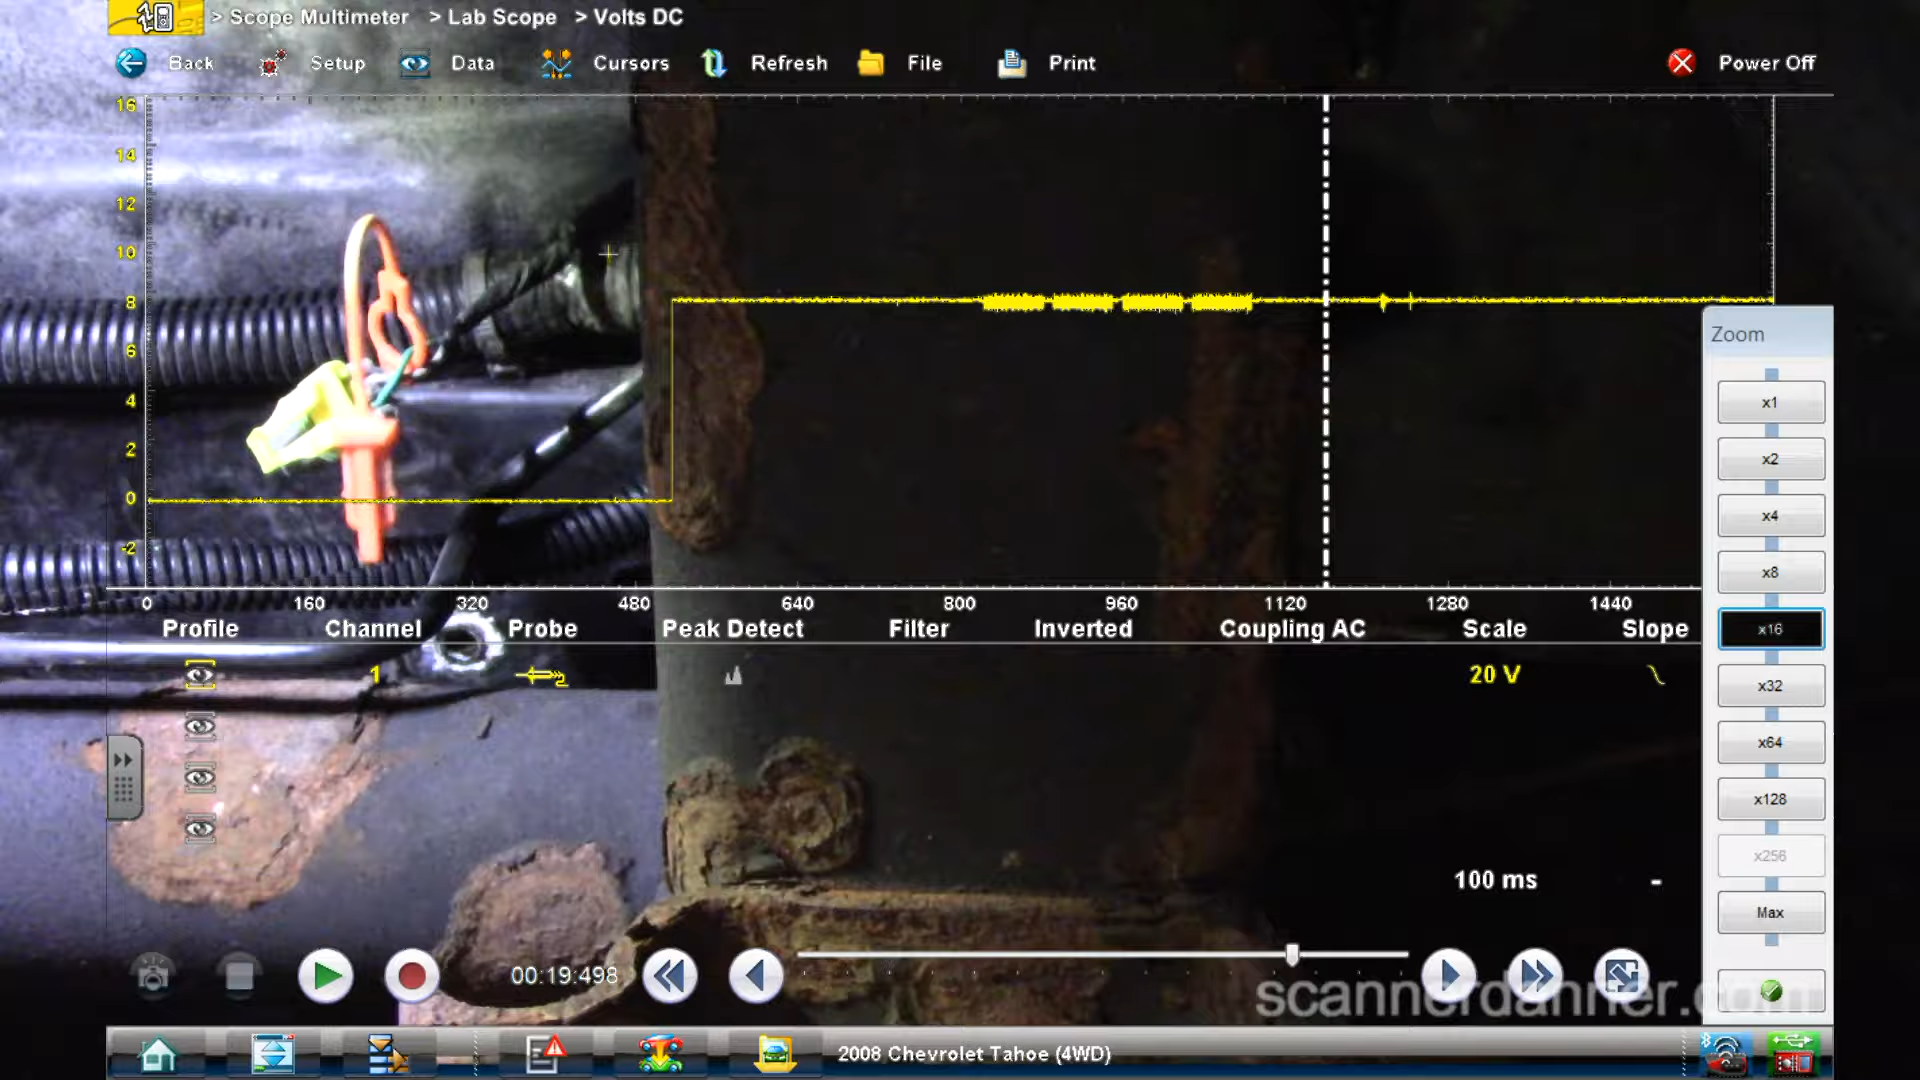 > Scope Multimeter > Lab Scope > Volts DC
Back Setup Data Cursors Refresh File Print Power Off
16
14
12
10
8
6
4
2
0
-2
0 160 320 480 640 800 960 1120 1280 1440
Profile Channel Probe Peak Detect Filter Inverted Coupling AC Scale Slope
1 20 V
100 ms -
Zoom
x1
x2
x4
x8
x16
x32
x64
x128
x256
Max
00:19:498
scannerdanner.com
2008 Chevrolet Tahoe (4WD)